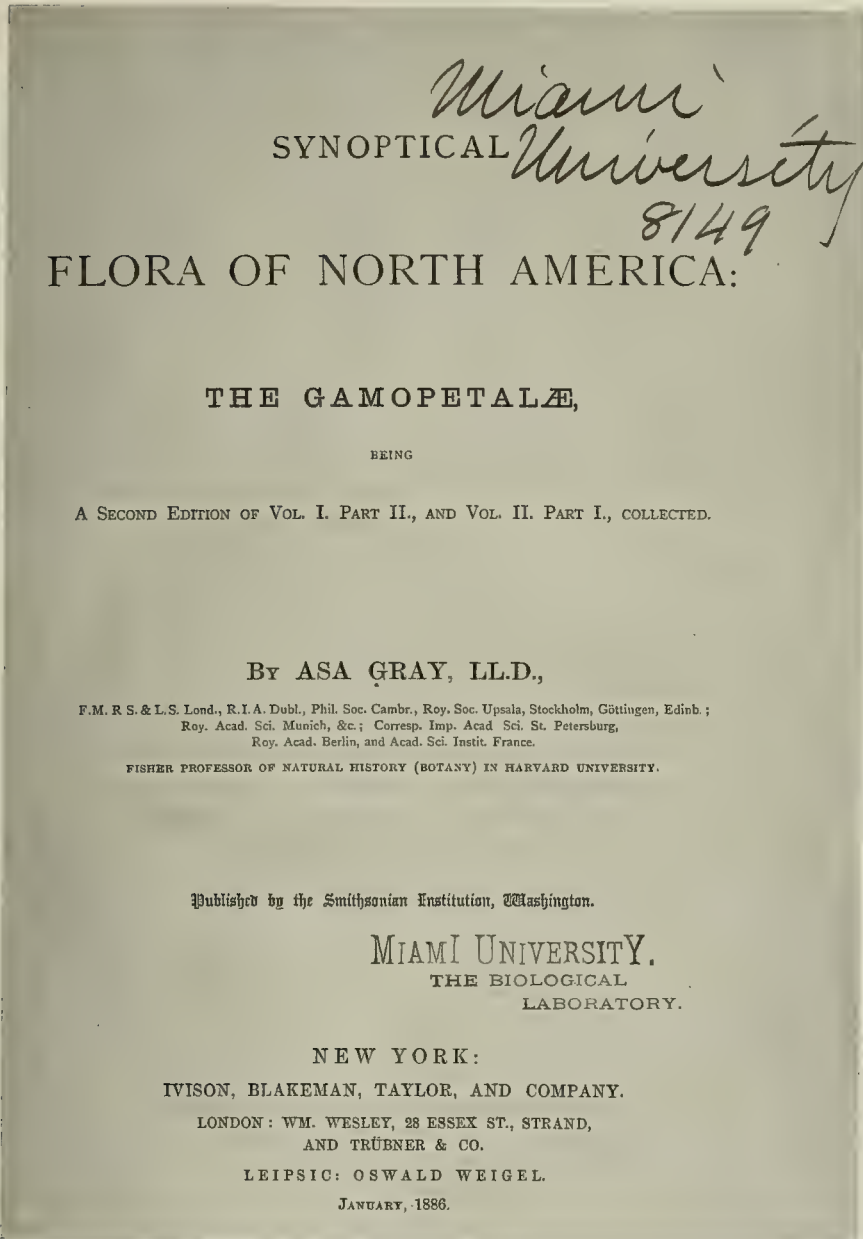 Miami
SYNOPTICAL
University
8149
FLORA OF NORTH AMERICA:
THE GAMOPETALÆ,
BEING
A SECOND EDITION OF VOL. I. PART II., AND VOL. II. PART I., COLLECTED.
BY ASA GRAY, LL.D.,
F.M. R S. & L.S. Lond., R.I.A. Dubl., Phil. Soc. Cambr., Roy. Soc. Upsala, Stockholm, Göttingen, Edinb. ;
Roy. Acad. Sci. Munich, &c. ; Corresp. Imp. Acad Sci. St. Petersburg,
Roy. Acad. Berlin, and Acad. Sci. Instit. France.
FISHER PROFESSOR OF NATURAL HISTORY (BOTANY) IN HARVARD UNIVERSITY.
Published by the Smithsonian Institution, Washington.
MIAMI UNIVERSITY.
THE BIOLOGICAL
LABORATORY.
NEW YORK:
IVISON, BLAKEMAN, TAYLOR, AND COMPANY.
LONDON : WM. WESLEY, 28 ESSEX ST., STRAND,
AND TRÜBNER & CO.
LEIPSIC: OSWALD WEIGEL.
JANUARY, 1886.